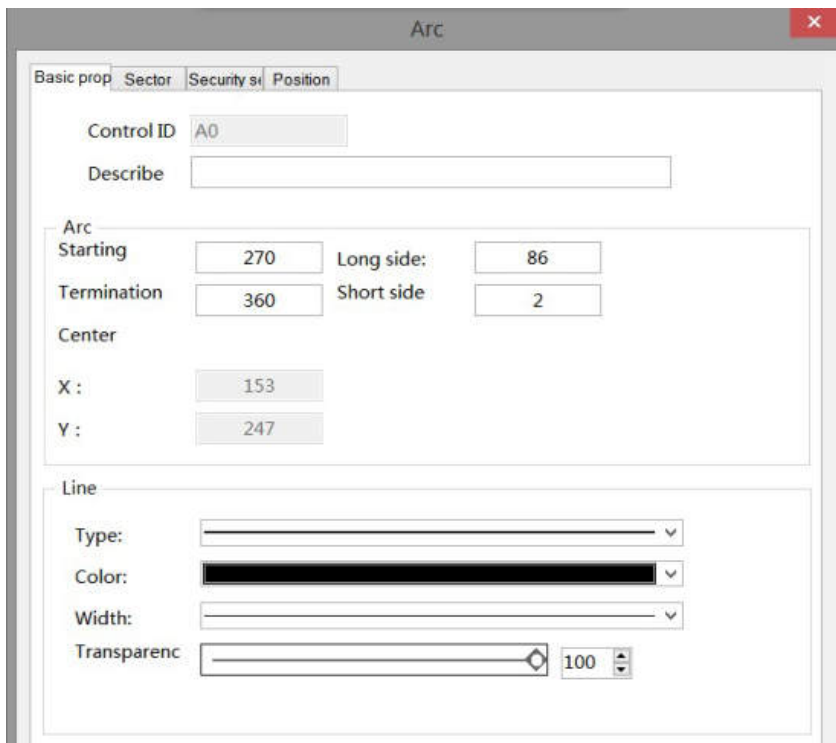 Arc
Basic prop Sector Security se Position
Control ID A0
Describe
Arc
Starting 270 Long side: 86
Termination 360 Short side 2
Center
X : 153
Y : 247
Line
Type:
Color:
Width:
Transparenc 100